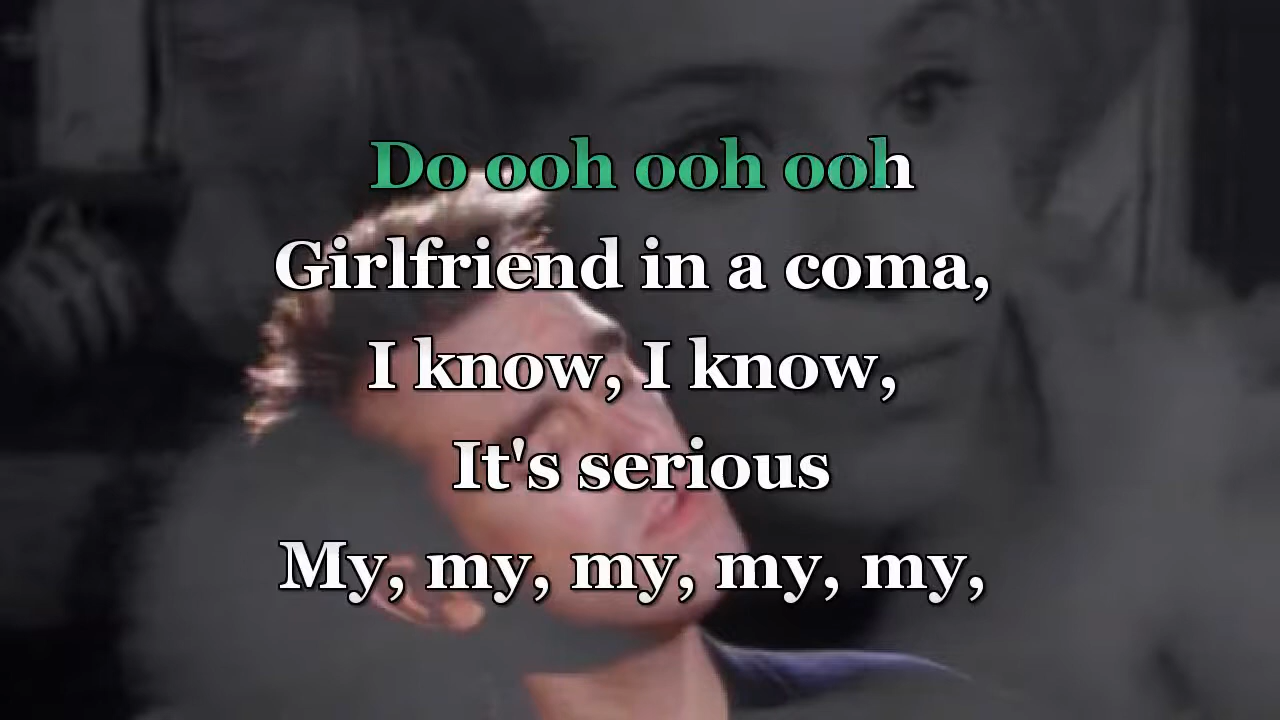 Do ooh ooh ooh
Girlfriend in a coma,
I know, I know,
It's serious
My, my, my, my, my,